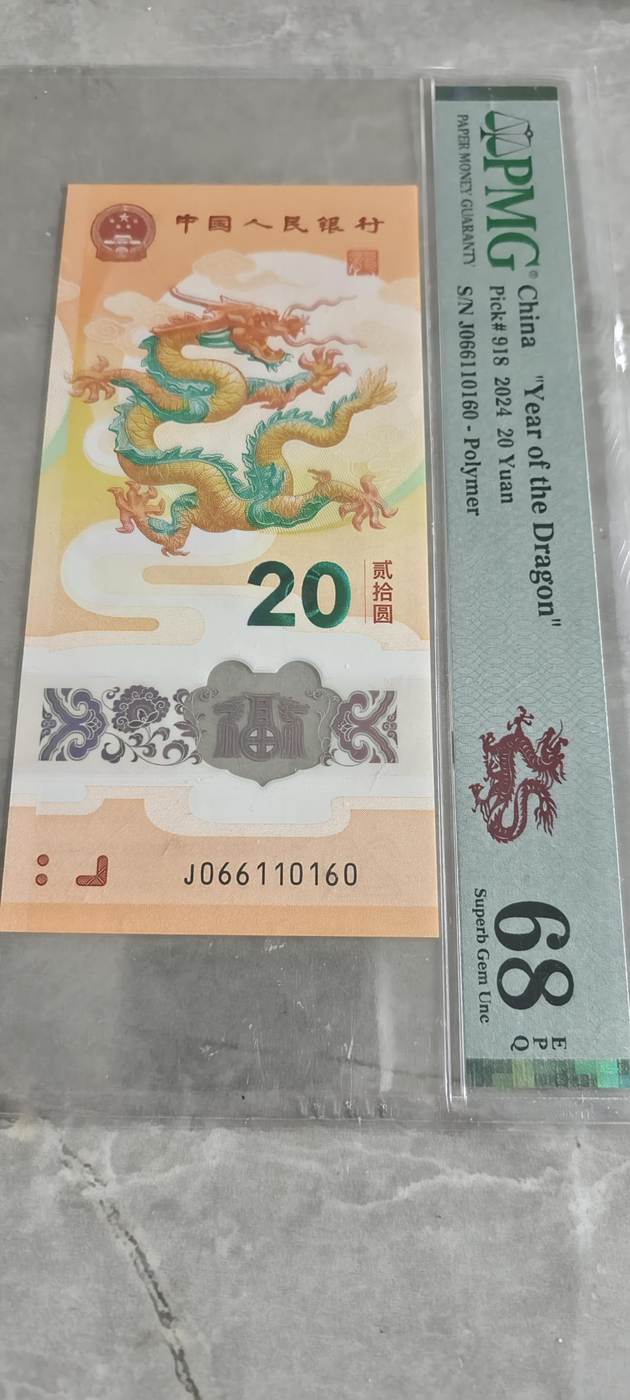 中国人民银行
20
贰拾圆
J066110160
PMG®
PAPER MONEY GUARANTY
China "Year of the Dragon"
Pick# 918 2024 20 Yuan
S/N J066110160 - Polymer
68 EPQ
Superb Gem Unc